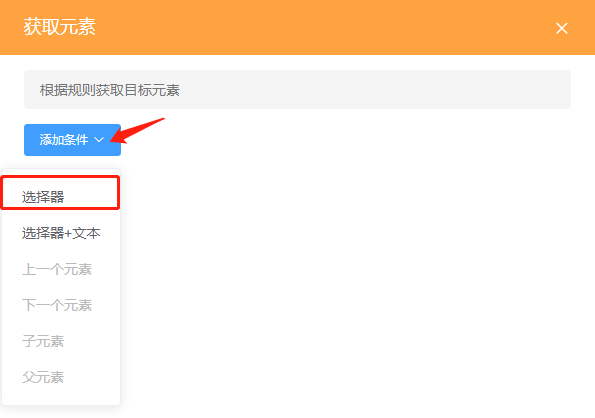 获取元素
根据规则获取目标元素
添加条件
选择器
选择器+文本
上一个元素
下一个元素
子元素
父元素